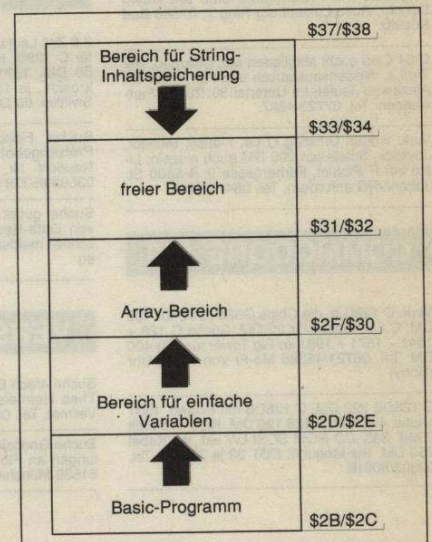 $37/$38
Bereich für String-
Inhaltspeicherung
$33/$34
freier Bereich
$31/$32
Array-Bereich
$2F/$30
Bereich für einfache
Variablen
$2D/$2E
Basic-Programm
$2B/$2C